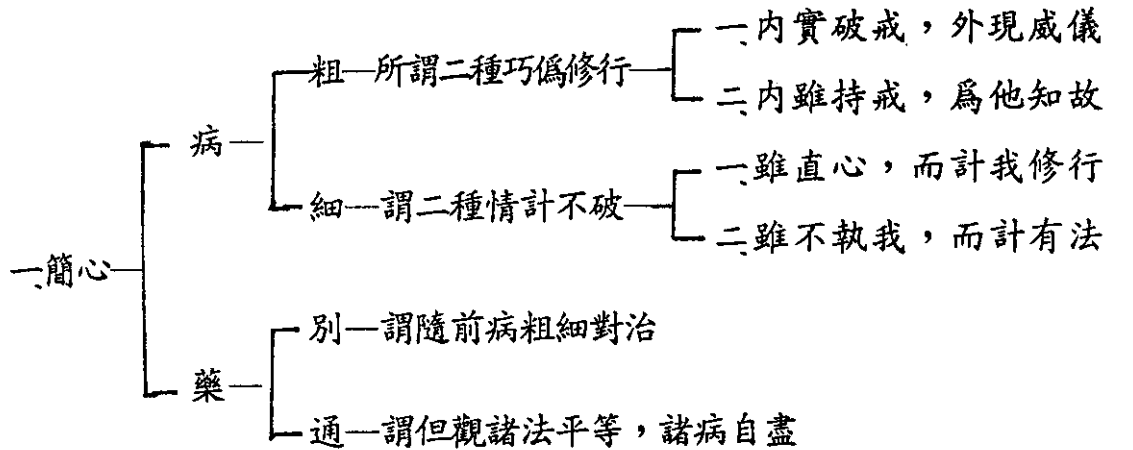 一、簡心
病
粗—所謂二種巧僞修行
一、内實破戒，外現威儀
二、内雖持戒，爲他知故
細—謂二種情計不破
一、雖直心，而計我修行
二、雖不執我，而計有法
藥
別—謂隨前病粗細對治
通—謂但觀諸法平等，諸病自盡